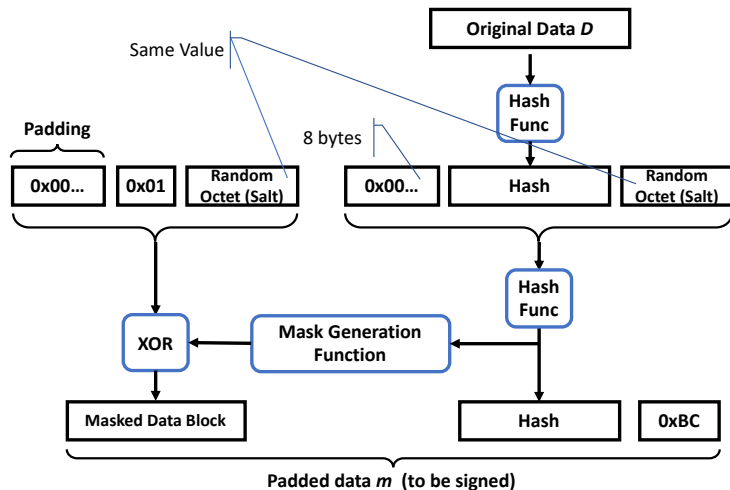 Original Data D
Same Value
Hash
Func
Padding
8 bytes
0x00...
0x01
Random
Octet (Salt)
0x00...
Hash
Random
Octet (Salt)
Hash
Func
XOR
Mask Generation
Function
Masked Data Block
Hash
0xBC
Padded data m (to be signed)